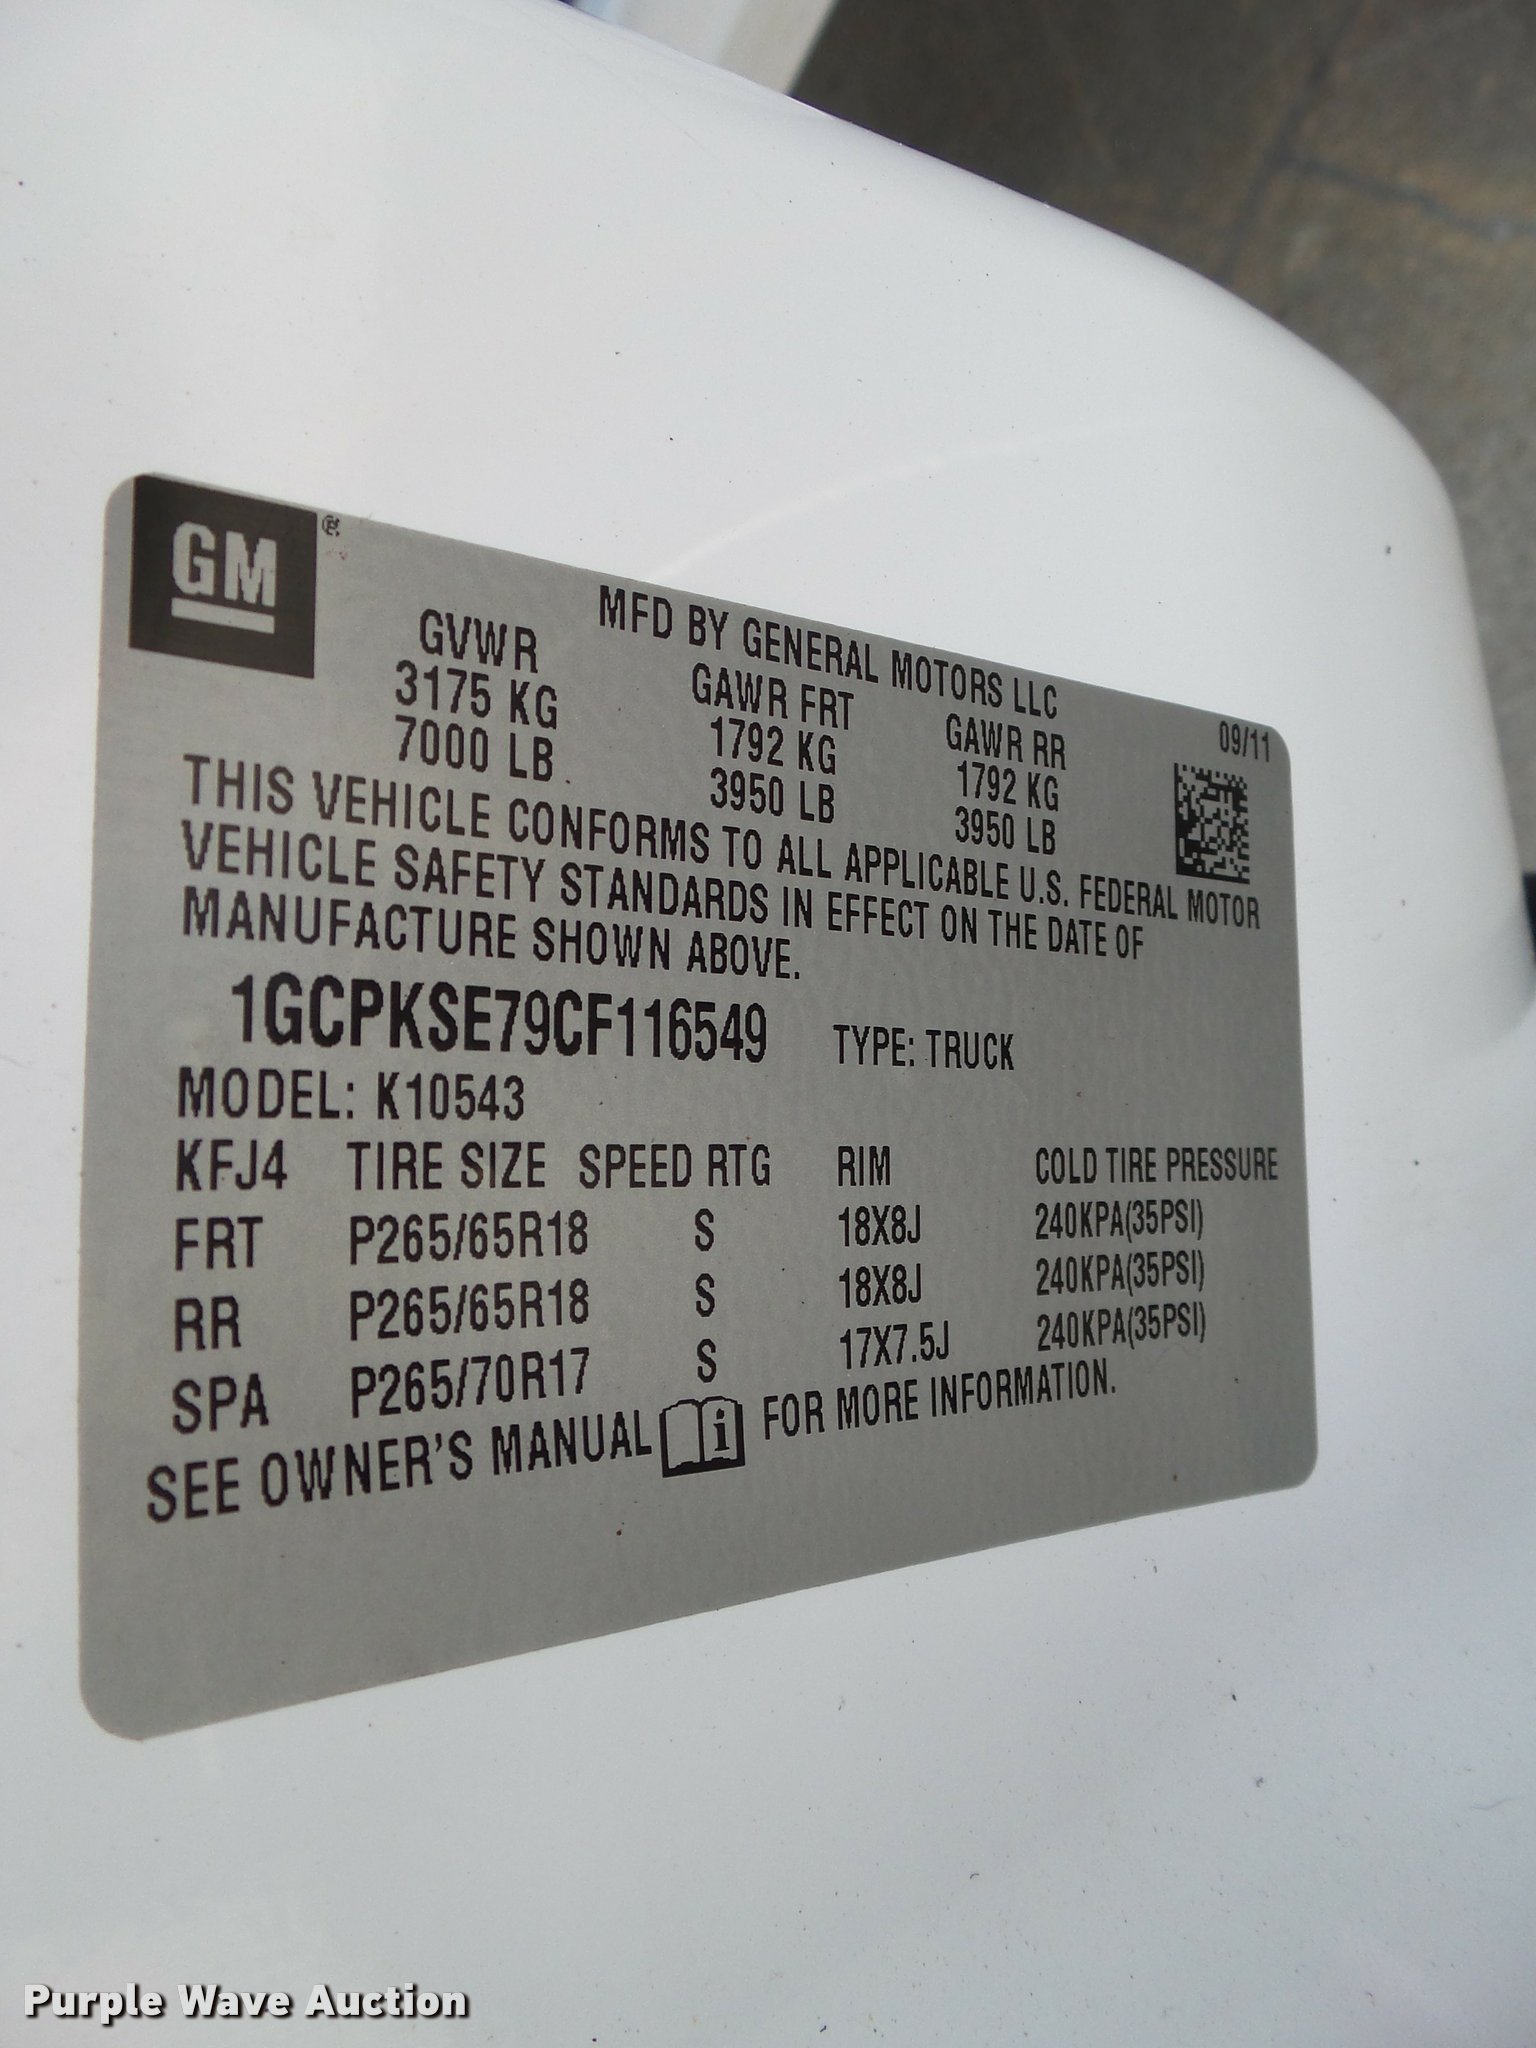 GM ®
MFD BY GENERAL MOTORS LLC
09/11
GVWR GAWR FRT GAWR RR
3175 KG 1792 KG 1792 KG
7000 LB 3950 LB 3950 LB
THIS VEHICLE CONFORMS TO ALL APPLICABLE U.S. FEDERAL MOTOR
VEHICLE SAFETY STANDARDS IN EFFECT ON THE DATE OF
MANUFACTURE SHOWN ABOVE.
1GCPKSE79CF116549 TYPE: TRUCK
MODEL: K10543
KFJ4 TIRE SIZE SPEED RTG RIM COLD TIRE PRESSURE
FRT P265/65R18 S 18X8J 240KPA(35PSI)
RR P265/65R18 S 18X8J 240KPA(35PSI)
SPA P265/70R17 S 17X7.5J 240KPA(35PSI)
SEE OWNER'S MANUAL i FOR MORE INFORMATION.
Purple Wave Auction